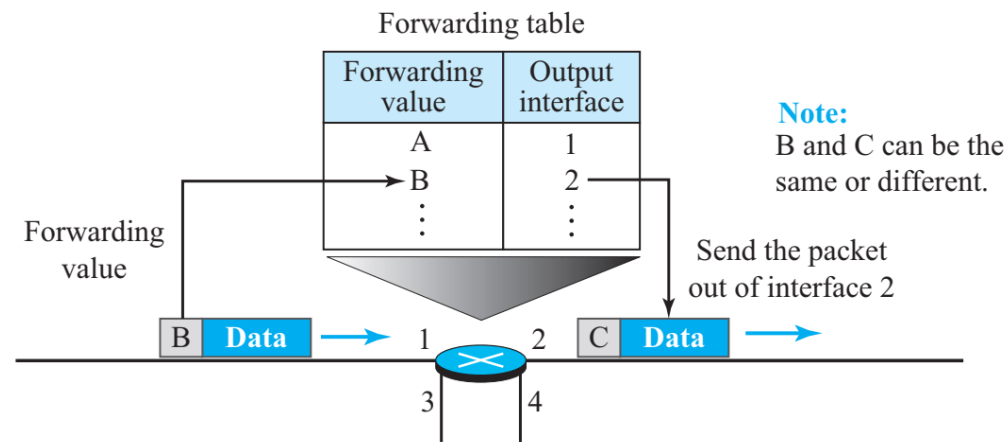 Forwarding table
Forwarding
value
Output
interface
A
1
B
2
Note:
B and C can be the
same or different.
Forwarding
value
Send the packet
out of interface 2
B
Data
1
2
C
Data
3
4